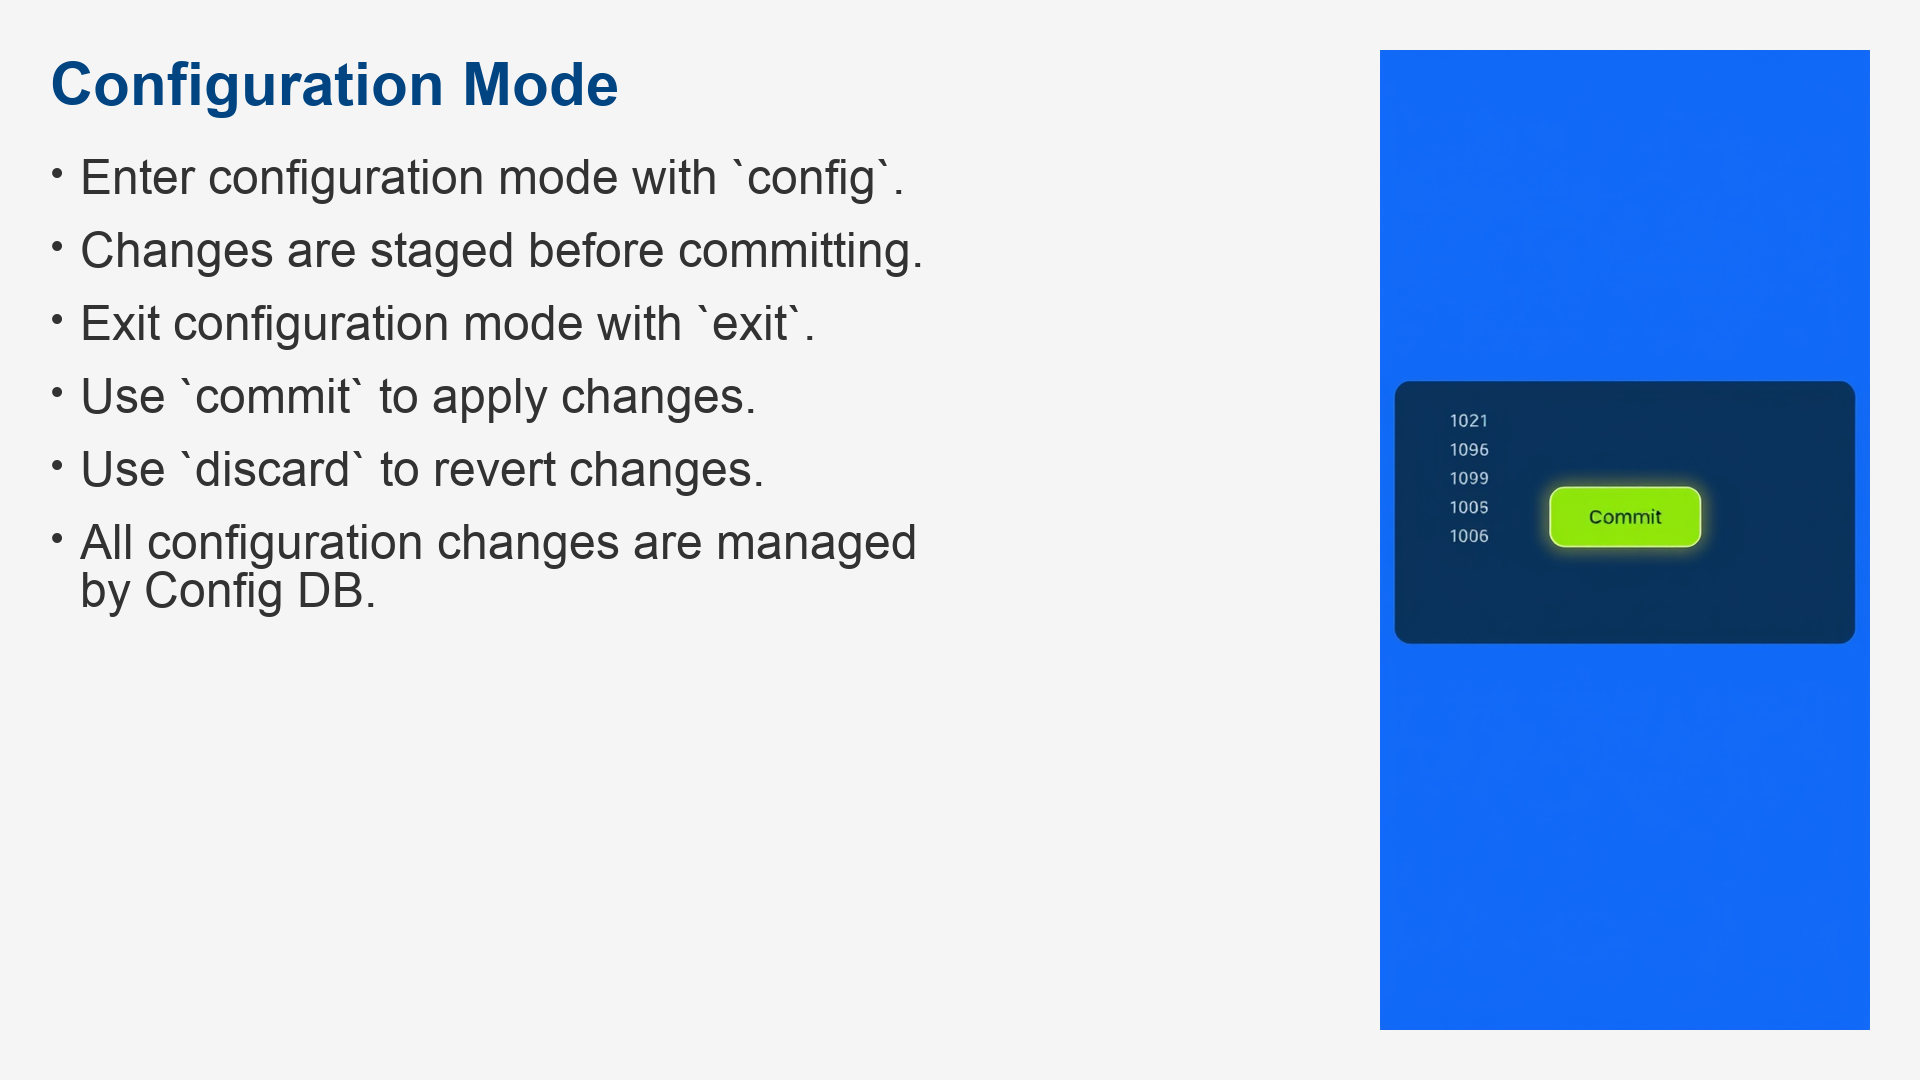 Configuration Mode
• Enter configuration mode with `config`.
• Changes are staged before committing.
• Exit configuration mode with `exit`.
• Use `commit` to apply changes.
• Use `discard` to revert changes.
• All configuration changes are managed
by Config DB.
1021
1096
1099
1005
1006
Commit